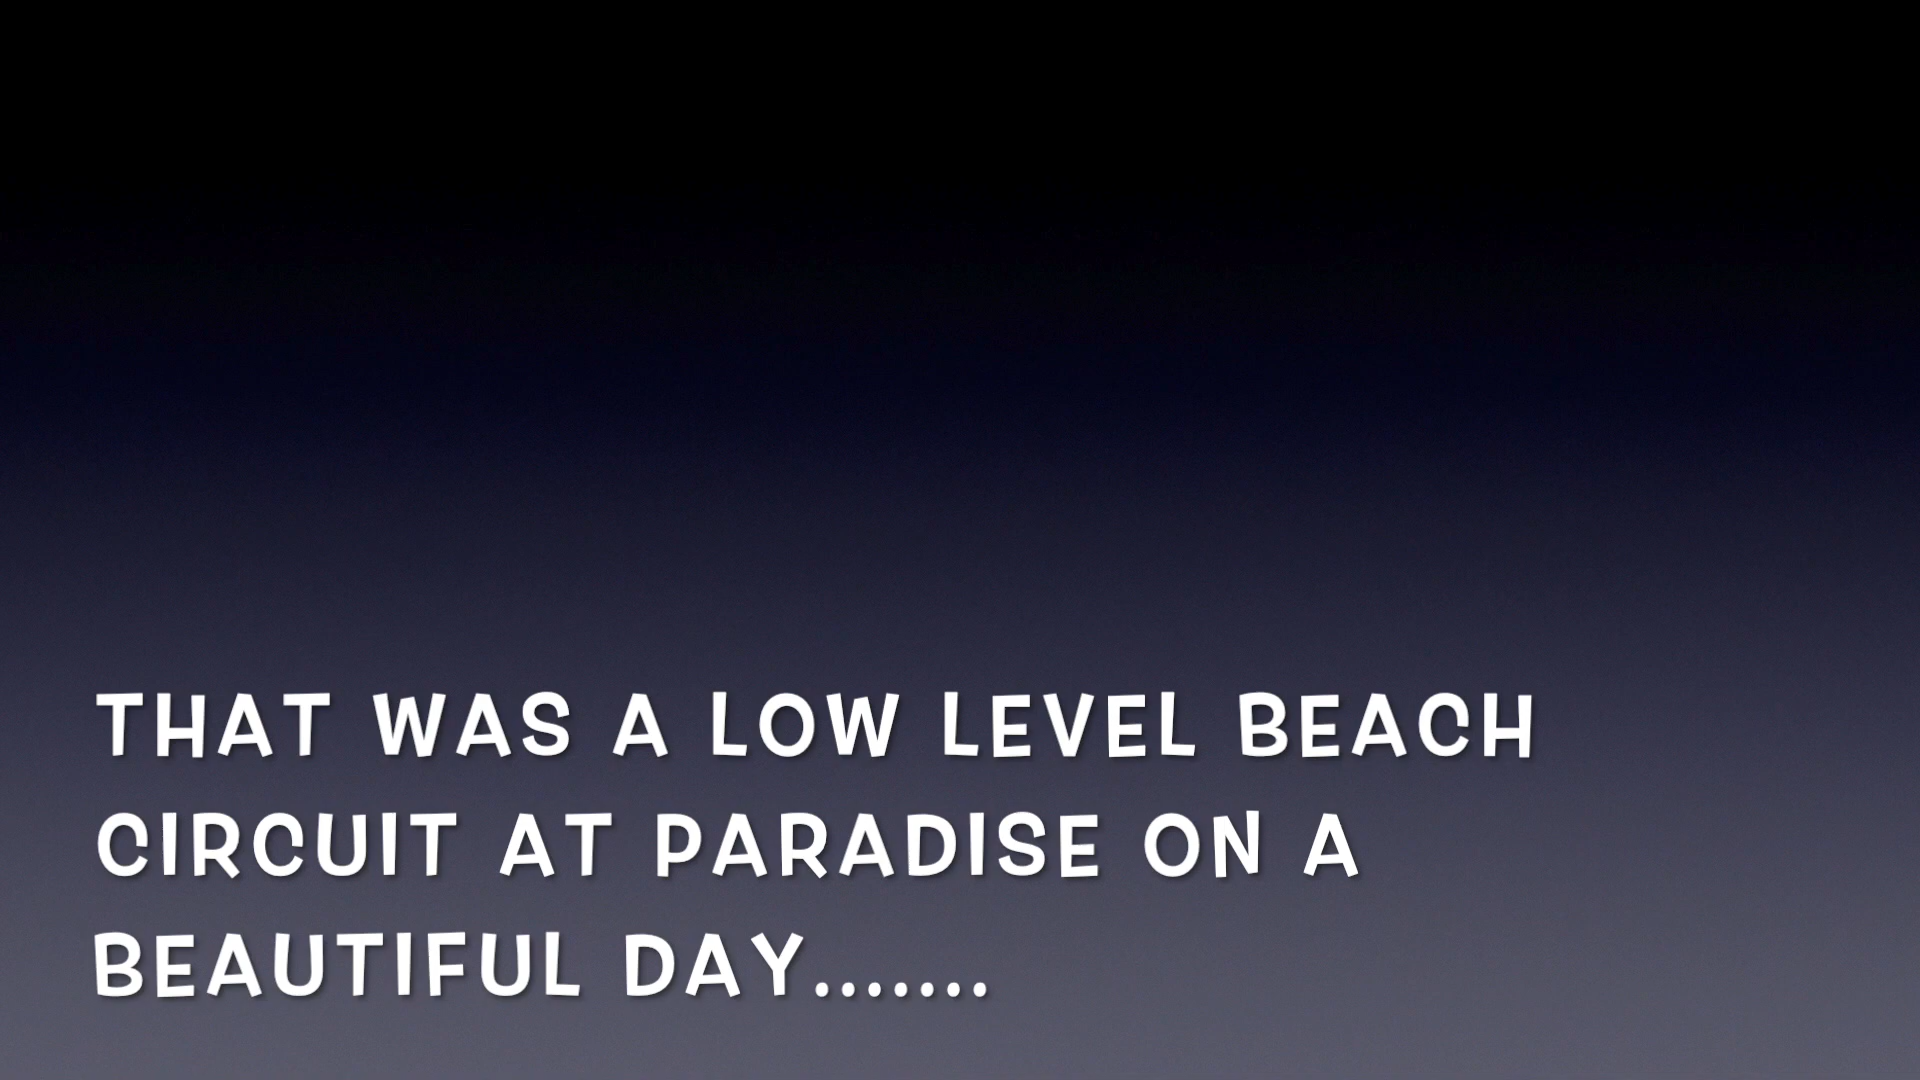 THAT WAS A LOW LEVEL BEACH
CIRCUIT AT PARADISE ON A
BEAUTIFUL DAY.......